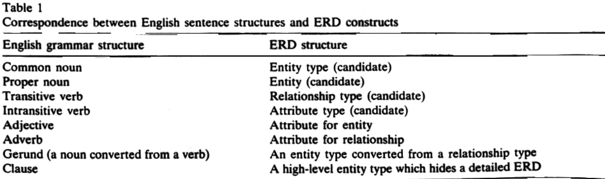 Table 1
Correspondence between English sentence structures and ERD constructs
English grammar structure ERD structure
Common noun Entity type (candidate)
Proper noun Entity (candidate)
Transitive verb Relationship type (candidate)
Intransitive verb Attribute type (candidate)
Adjective Attribute for entity
Adverb Attribute for relationship
Gerund (a noun converted from a verb) An entity type converted from a relationship type
Clause A high-level entity type which hides a detailed ERD